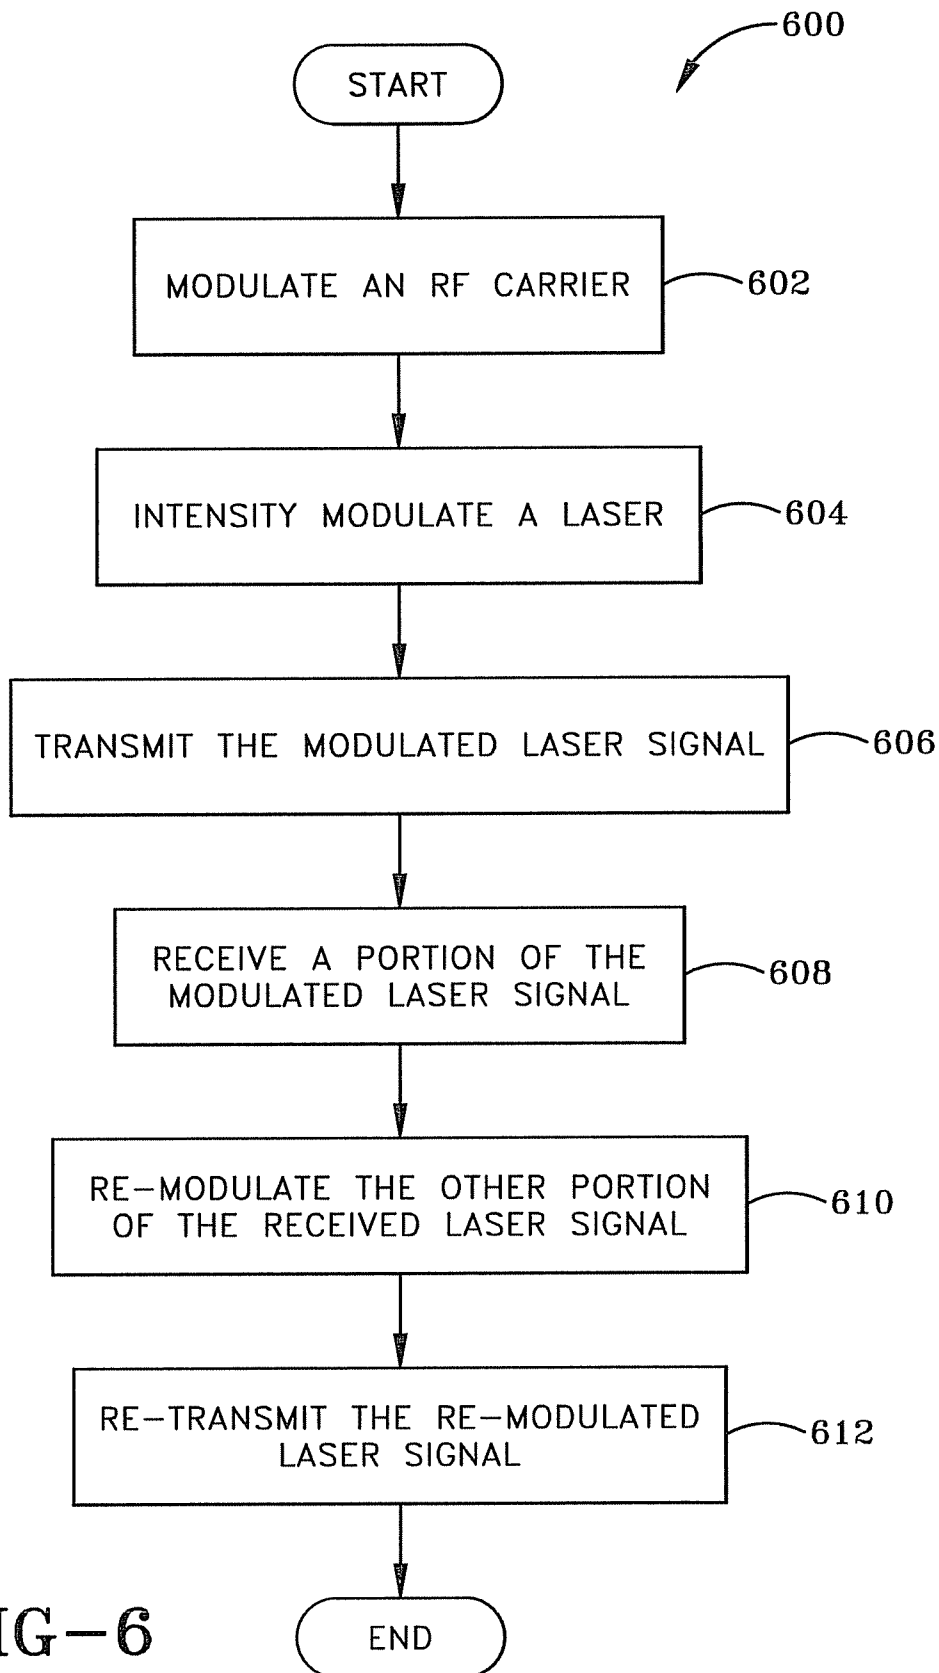 600
START
MODULATE AN RF CARRIER
602
INTENSITY MODULATE A LASER
604
TRANSMIT THE MODULATED LASER SIGNAL
606
RECEIVE A PORTION OF THE
MODULATED LASER SIGNAL
608
RE-MODULATE THE OTHER PORTION
OF THE RECEIVED LASER SIGNAL
610
RE-TRANSMIT THE RE-MODULATED
LASER SIGNAL
612
END
IG-6